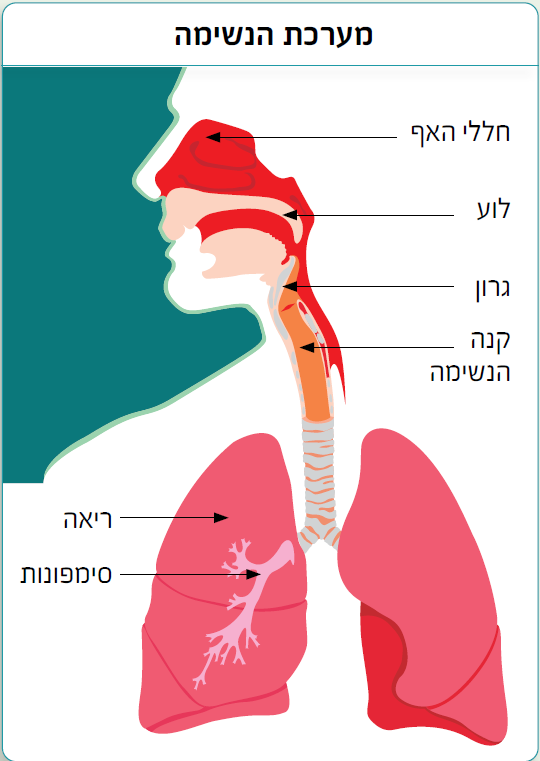 מערכת הנשימה
חללי האף
לוע
גרון
קנה
הנשימה
ריאה
סימפונות